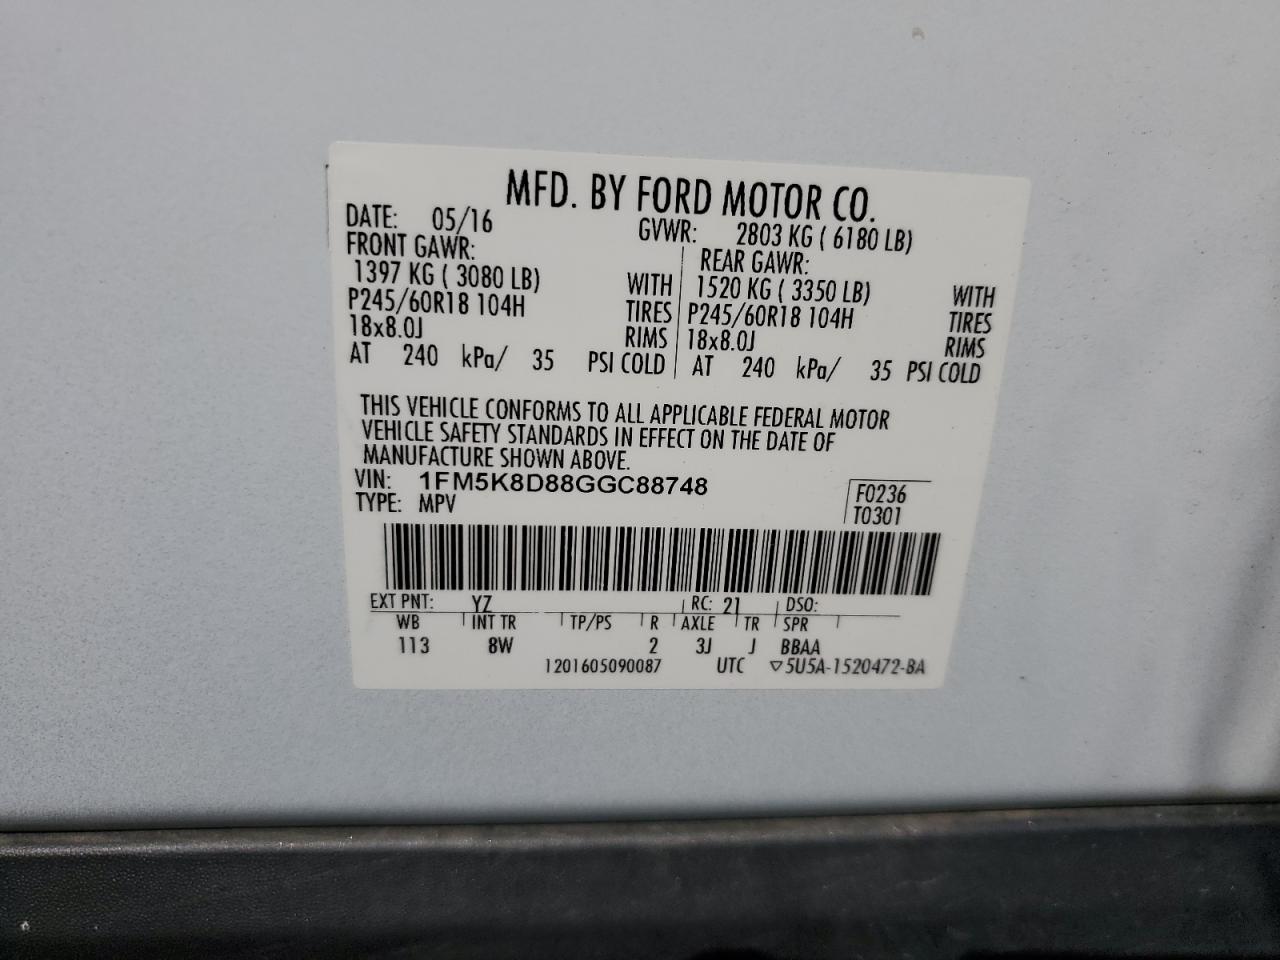 MFD. BY FORD MOTOR CO.
DATE: 05/16 GVWR: 2803 KG ( 6180 LB)
FRONT GAWR: REAR GAWR:
1397 KG ( 3080 LB) WITH 1520 KG ( 3350 LB) WITH
P245/60R18 104H TIRES P245/60R18 104H TIRES
18x8.0J RIMS 18x8.0J RIMS
AT 240 kPa/ 35 PSI COLD AT 240 kPa/ 35 PSI COLD
THIS VEHICLE CONFORMS TO ALL APPLICABLE FEDERAL MOTOR
VEHICLE SAFETY STANDARDS IN EFFECT ON THE DATE OF
MANUFACTURE SHOWN ABOVE.
VIN: 1FM5K8D88GGC88748 F0236
TYPE: MPV T0301
EXT PNT: YZ RC: 21 DSO:
WB INT TR TP/PS R AXLE TR SPR
113 8W 2 3J J BBAA
1201605090087 UTC ▽5U5A-1520472-BA